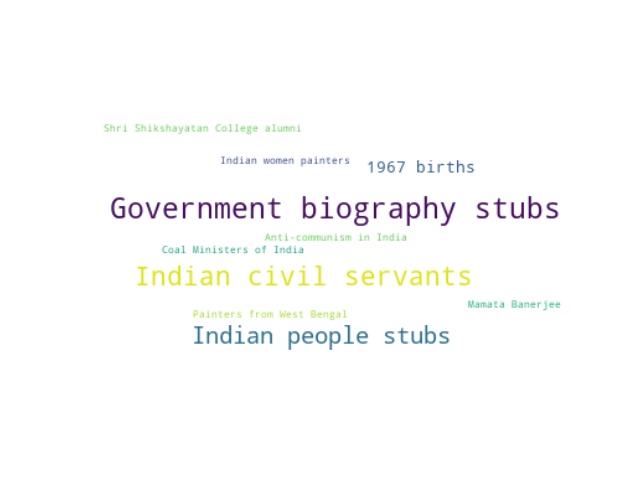 Shri Shikshayatan College alumni
Indian women painters
1967 births
Government biography stubs
Anti-communism in India
Coal Ministers of India
Indian civil servants
Mamata Banerjee
Painters from West Bengal
Indian people stubs